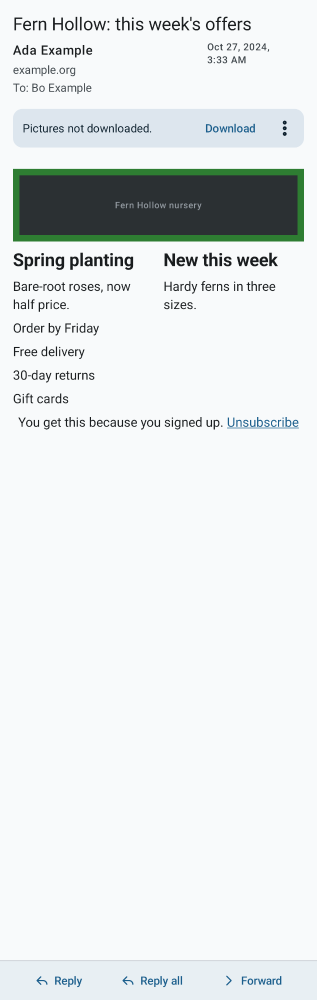 Fern Hollow: this week's offers
Ada Example
Oct 27, 2024,
3:33 AM
example.org
To: Bo Example
Pictures not downloaded.
Download
Fern Hollow nursery
Spring planting
Bare-root roses, now
half price.
New this week
Hardy ferns in three
sizes.
Order by Friday
Free delivery
30-day returns
Gift cards
You get this because you signed up. Unsubscribe
Reply
Reply all
Forward